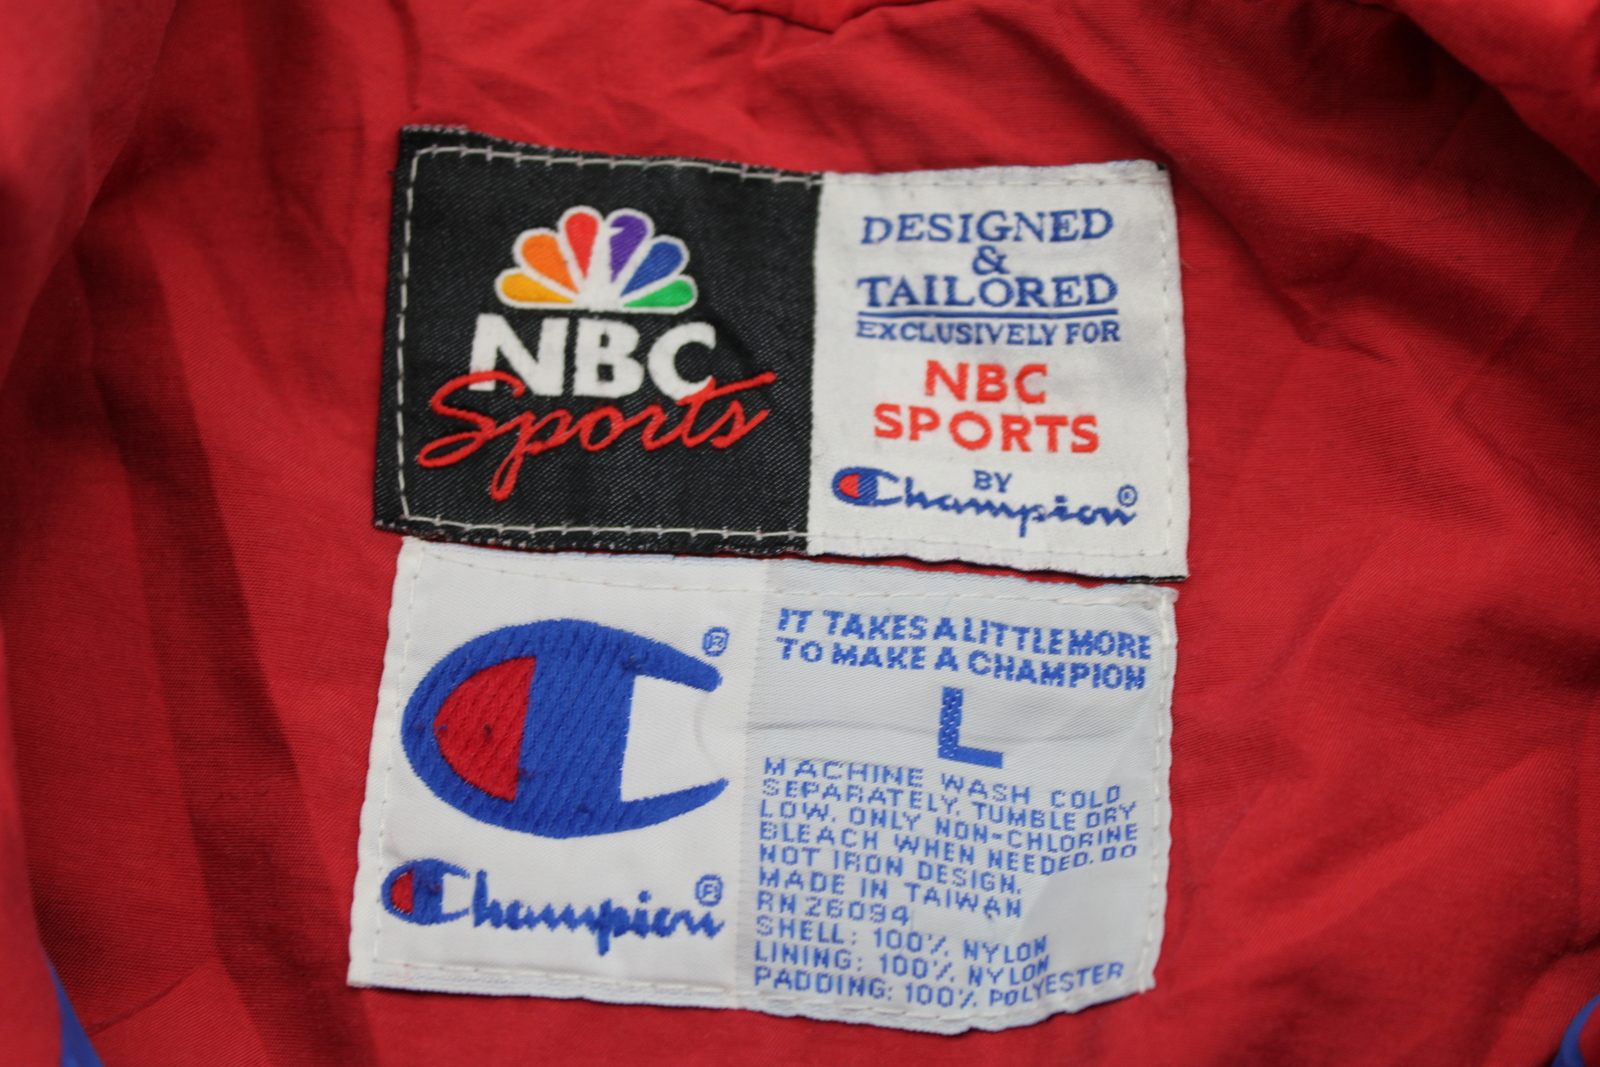 NBC
Sports
DESIGNED
&
TAILORED
EXCLUSIVELY FOR
NBC
SPORTS
BY
Champion®
®
Champion®
IT TAKES A LITTLE MORE
TO MAKE A CHAMPION
L
MACHINE WASH COLD
SEPARATELY. TUMBLE DRY
LOW. ONLY NON-CHLORINE
BLEACH WHEN NEEDED. DO
NOT IRON DESIGN.
MADE IN TAIWAN
RN 26094
SHELL: 100% NYLON
LINING: 100% NYLON
PADDING: 100% POLYESTER